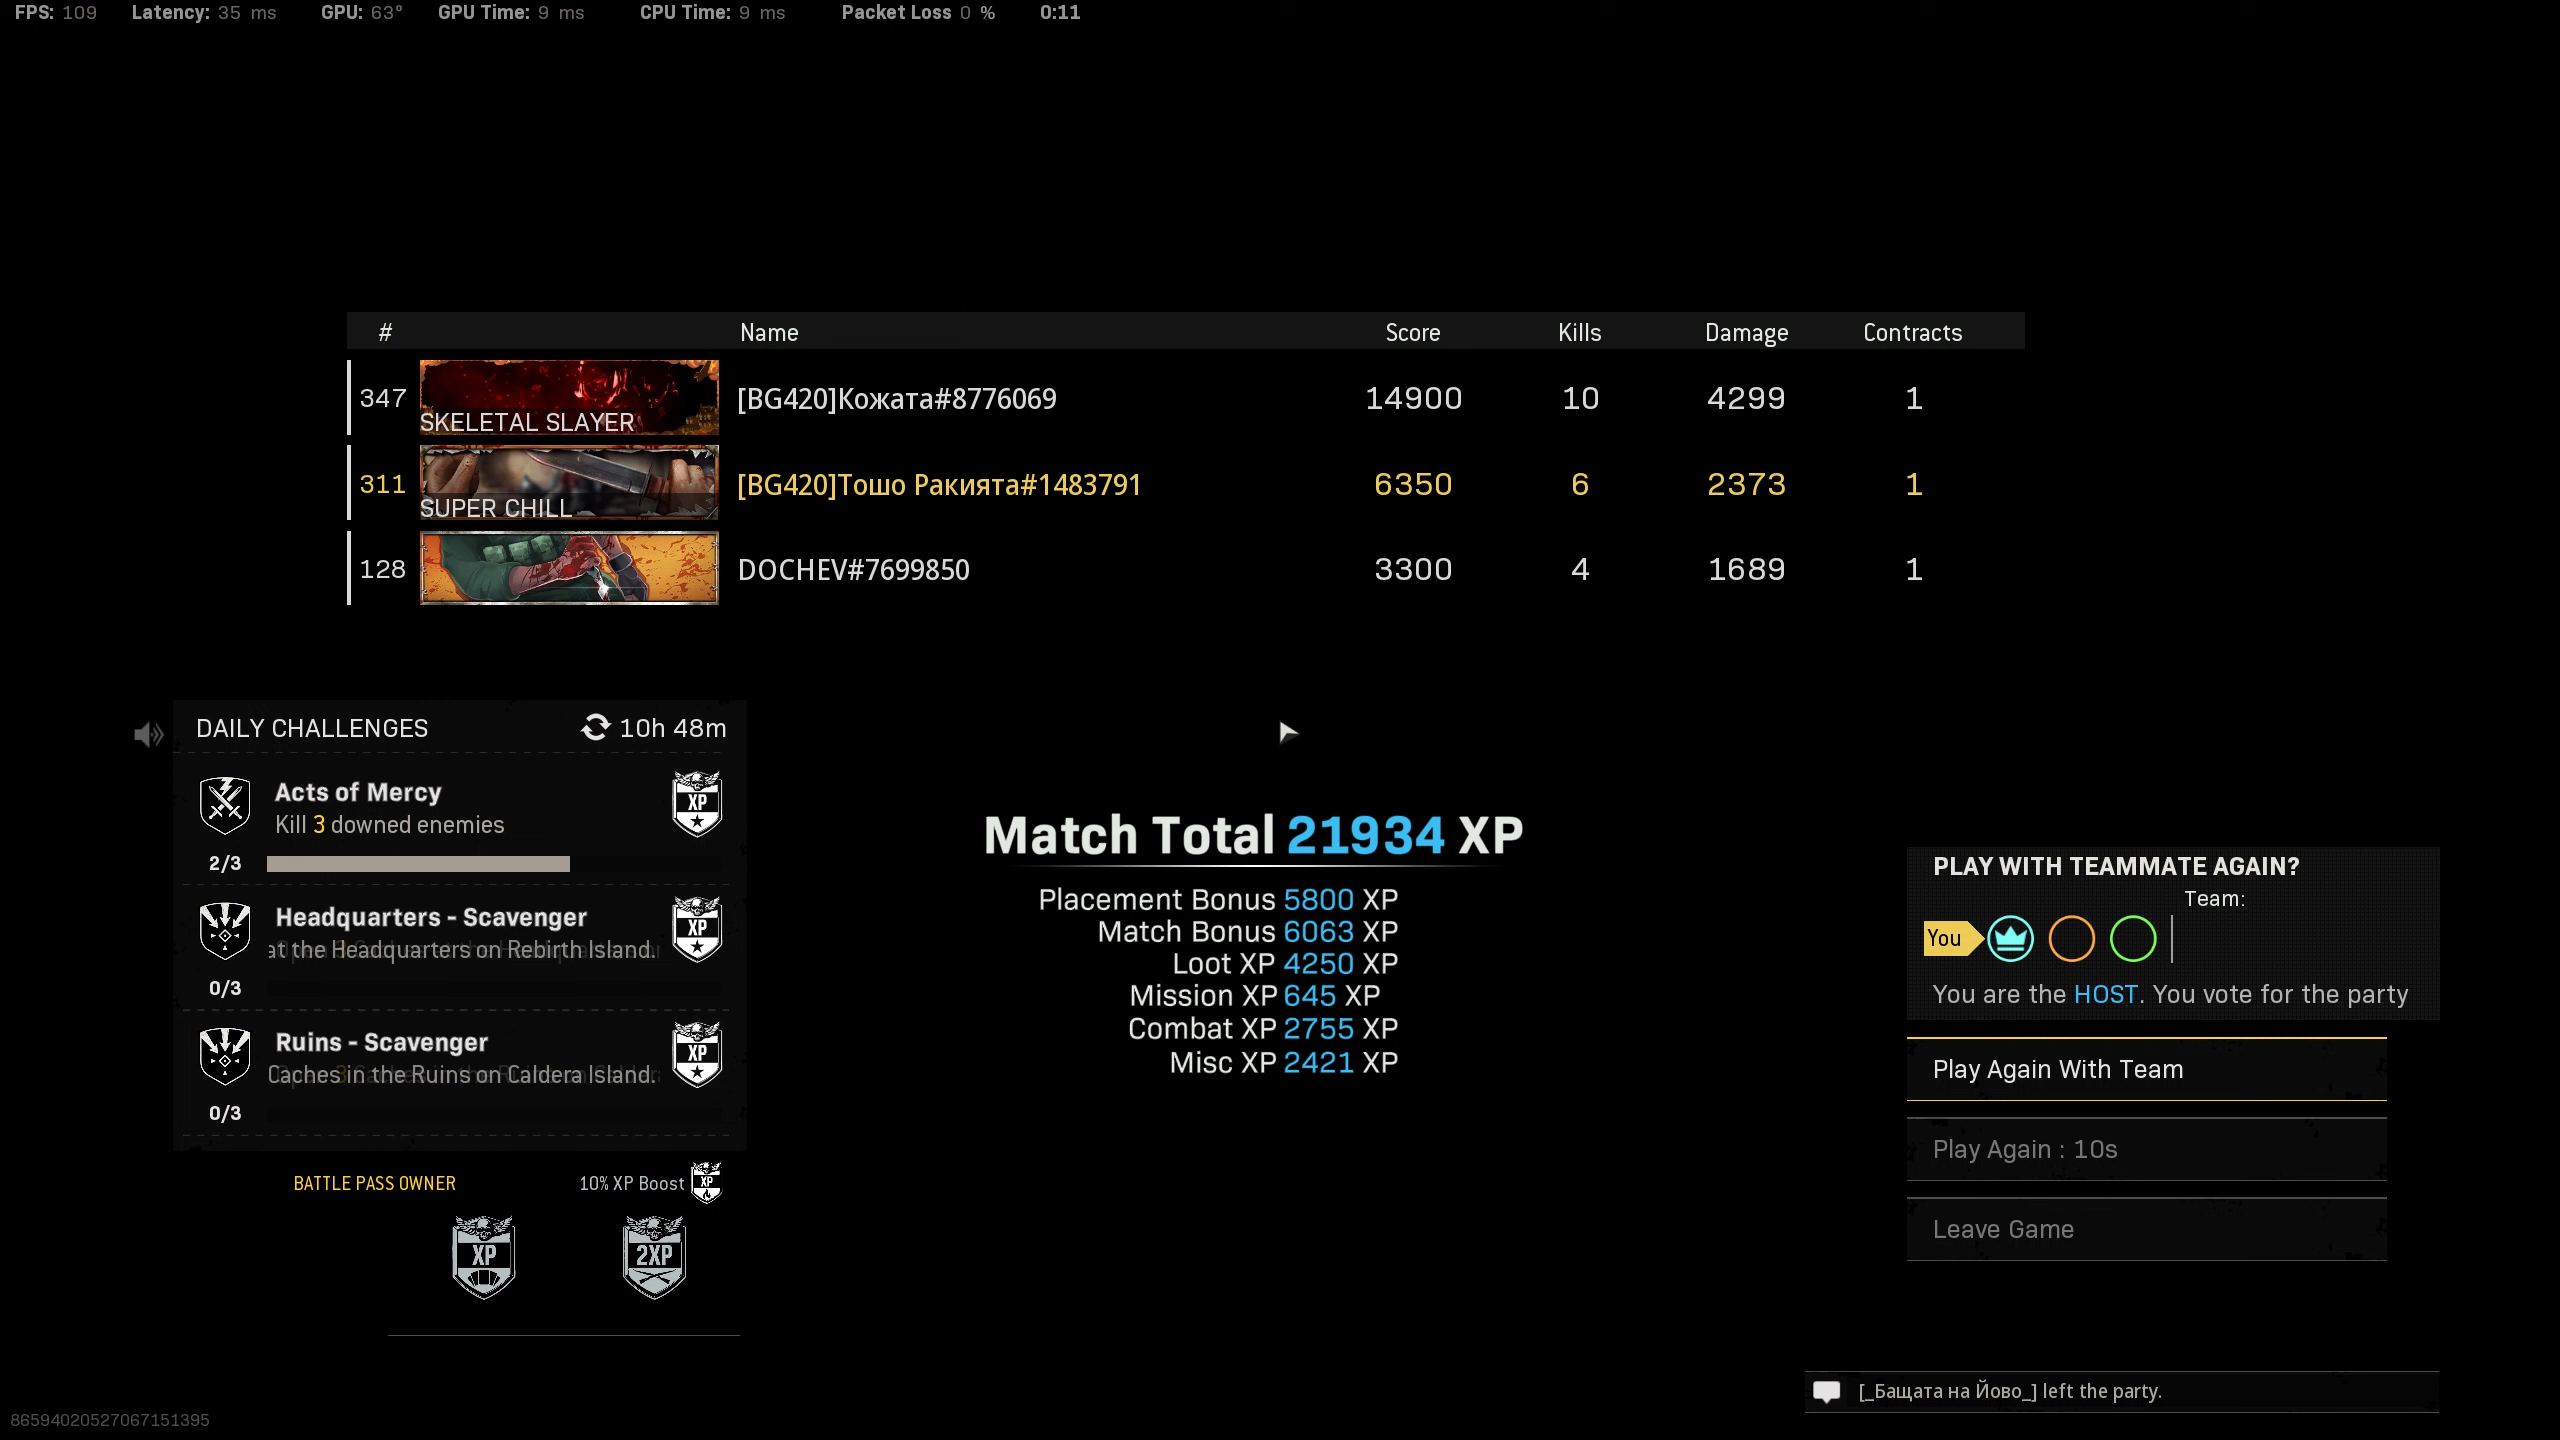 FPS: 109 Latency: 35 ms GPU: 63° GPU Time: 9 ms CPU Time: 9 ms Packet Loss 0 % 0:11
# Name Score Kills Damage Contracts
347 SKELETAL SLAYER [BG420]Кожата#8776069 14900 10 4299 1
311 SUPER CHILL [BG420]Тошо Ракията#1483791 6350 6 2373 1
128 DOCHEV#7699850 3300 4 1689 1
DAILY CHALLENGES 10h 48m
Acts of Mercy
Kill 3 downed enemies
XP
2/3
Headquarters - Scavenger
at the Headquarters on Rebirth Island.
XP
0/3
Ruins - Scavenger
Caches in the Ruins on Caldera Island.
XP
0/3
BATTLE PASS OWNER 10% XP Boost XP
XP 2XP
Match Total 21934 XP
Placement Bonus 5800 XP
Match Bonus 6063 XP
Loot XP 4250 XP
Mission XP 645 XP
Combat XP 2755 XP
Misc XP 2421 XP
PLAY WITH TEAMMATE AGAIN?
Team:
You
You are the HOST. You vote for the party
Play Again With Team
Play Again : 10s
Leave Game
[_Бащата на Йово_] left the party.
86594020527067151395